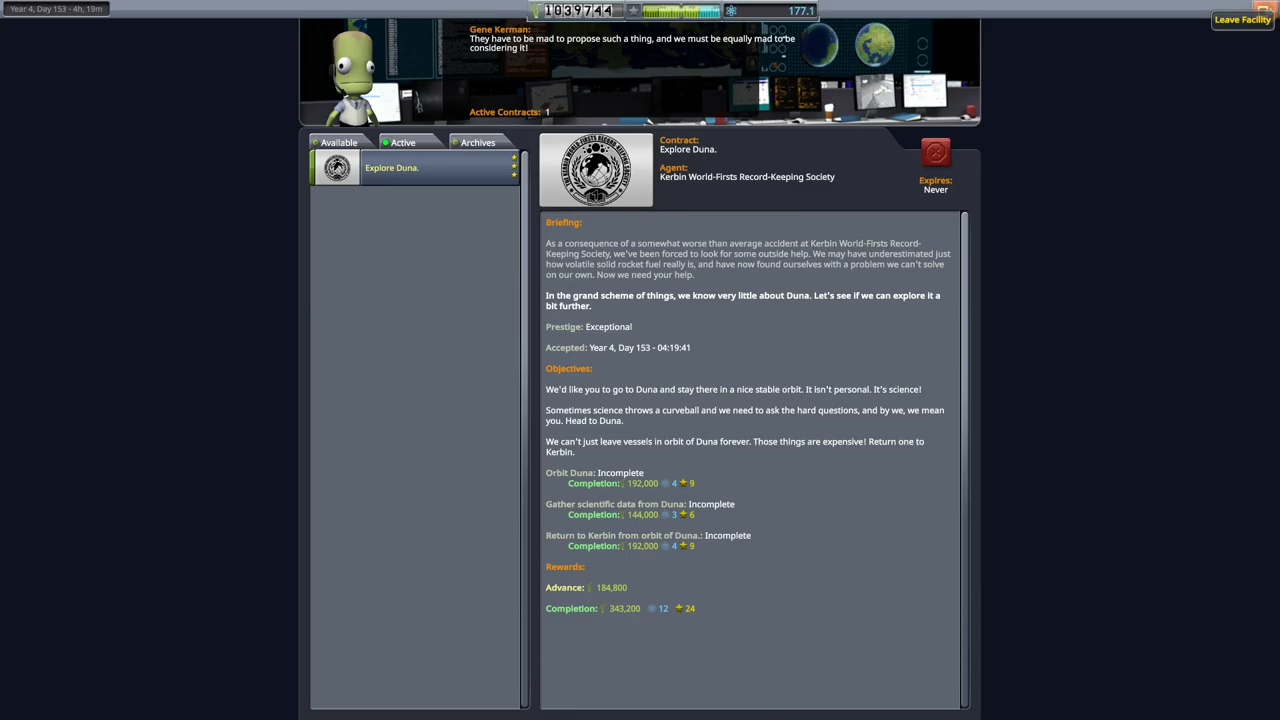 Year 4, Day 153 - 4h, 19m
1039744
177.1
Leave Facility
Gene Kerman:
They have to be mad to propose such a thing, and we must be equally mad to be
considering it!
Active Contracts: 1
Available
Active
Archives
Explore Duna.
Contract:
Explore Duna.
Agent:
Kerbin World-Firsts Record-Keeping Society
Expires:
Never
Briefing:
As a consequence of a somewhat worse than average accident at Kerbin World-Firsts Record-
Keeping Society, we've been forced to look for some outside help. We may have underestimated just
how volatile solid rocket fuel really is, and have now found ourselves with a problem we can't solve
on our own. Now we need your help.
In the grand scheme of things, we know very little about Duna. Let's see if we can explore it a
bit further.
Prestige: Exceptional
Accepted: Year 4, Day 153 - 04:19:41
Objectives:
We'd like you to go to Duna and stay there in a nice stable orbit. It isn't personal. It's science!
Sometimes science throws a curveball and we need to ask the hard questions, and by we, we mean
you. Head to Duna.
We can't just leave vessels in orbit of Duna forever. Those things are expensive! Return one to
Kerbin.
Orbit Duna: Incomplete
Completion: 192,000 4 9
Gather scientific data from Duna: Incomplete
Completion: 144,000 3 6
Return to Kerbin from orbit of Duna.: Incomplete
Completion: 192,000 4 9
Rewards:
Advance: 184,800
Completion: 343,200 12 24